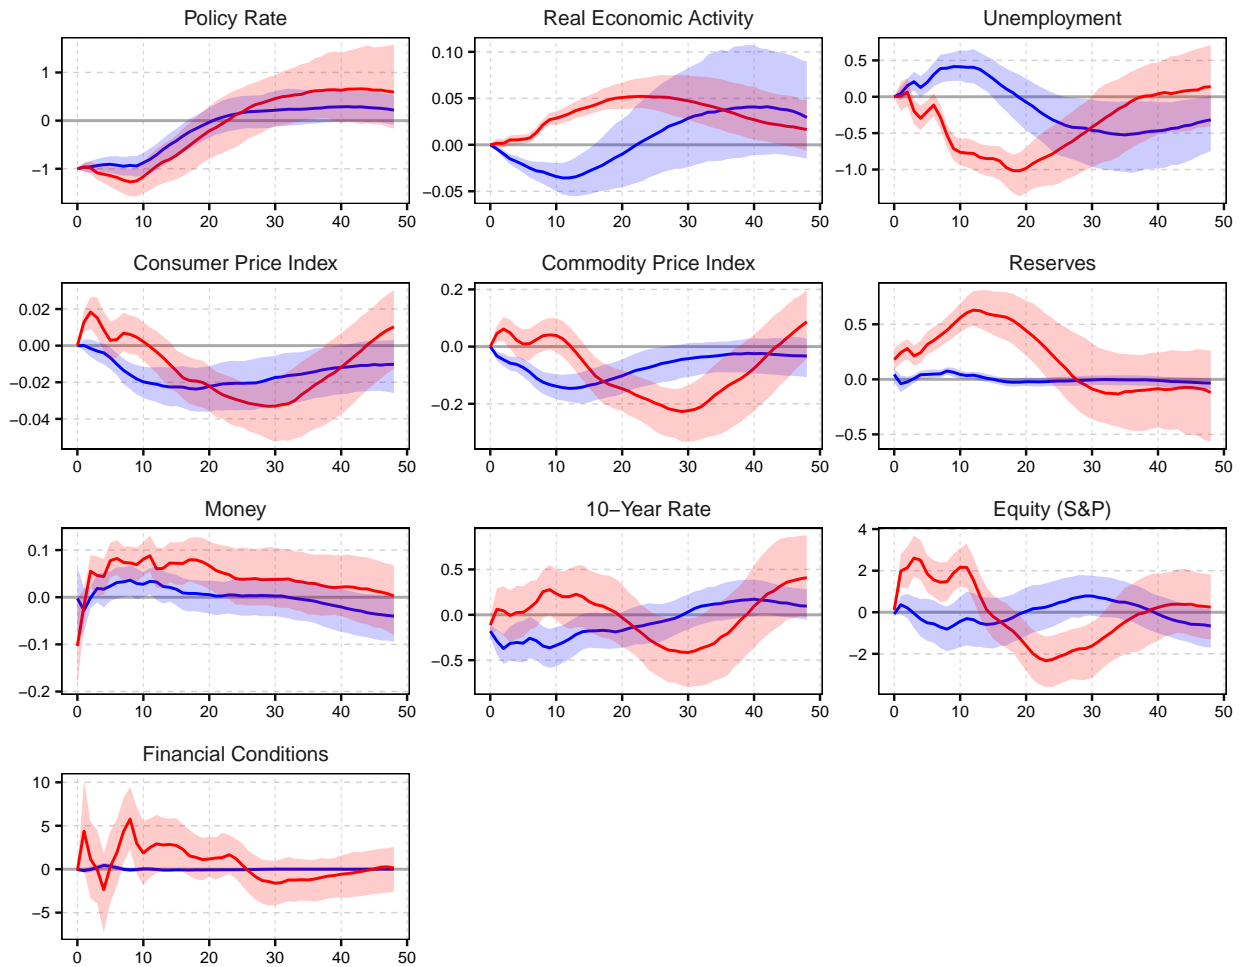 Policy Rate
Real Economic Activity
Unemployment
1
0
−1
0 10 20 30 40 50
0.10
0.05
0.00
−0.05
0 10 20 30 40 50
0.5
0.0
−0.5
−1.0
0 10 20 30 40 50
Consumer Price Index
Commodity Price Index
Reserves
0.02
0.00
−0.02
−0.04
0 10 20 30 40 50
0.2
0.0
−0.2
0 10 20 30 40 50
0.5
0.0
−0.5
0 10 20 30 40 50
Money
10−Year Rate
Equity (S&P)
0.1
0.0
−0.1
−0.2
0 10 20 30 40 50
0.5
0.0
−0.5
0 10 20 30 40 50
4
2
0
−2
0 10 20 30 40 50
Financial Conditions
10
5
0
−5
0 10 20 30 40 50